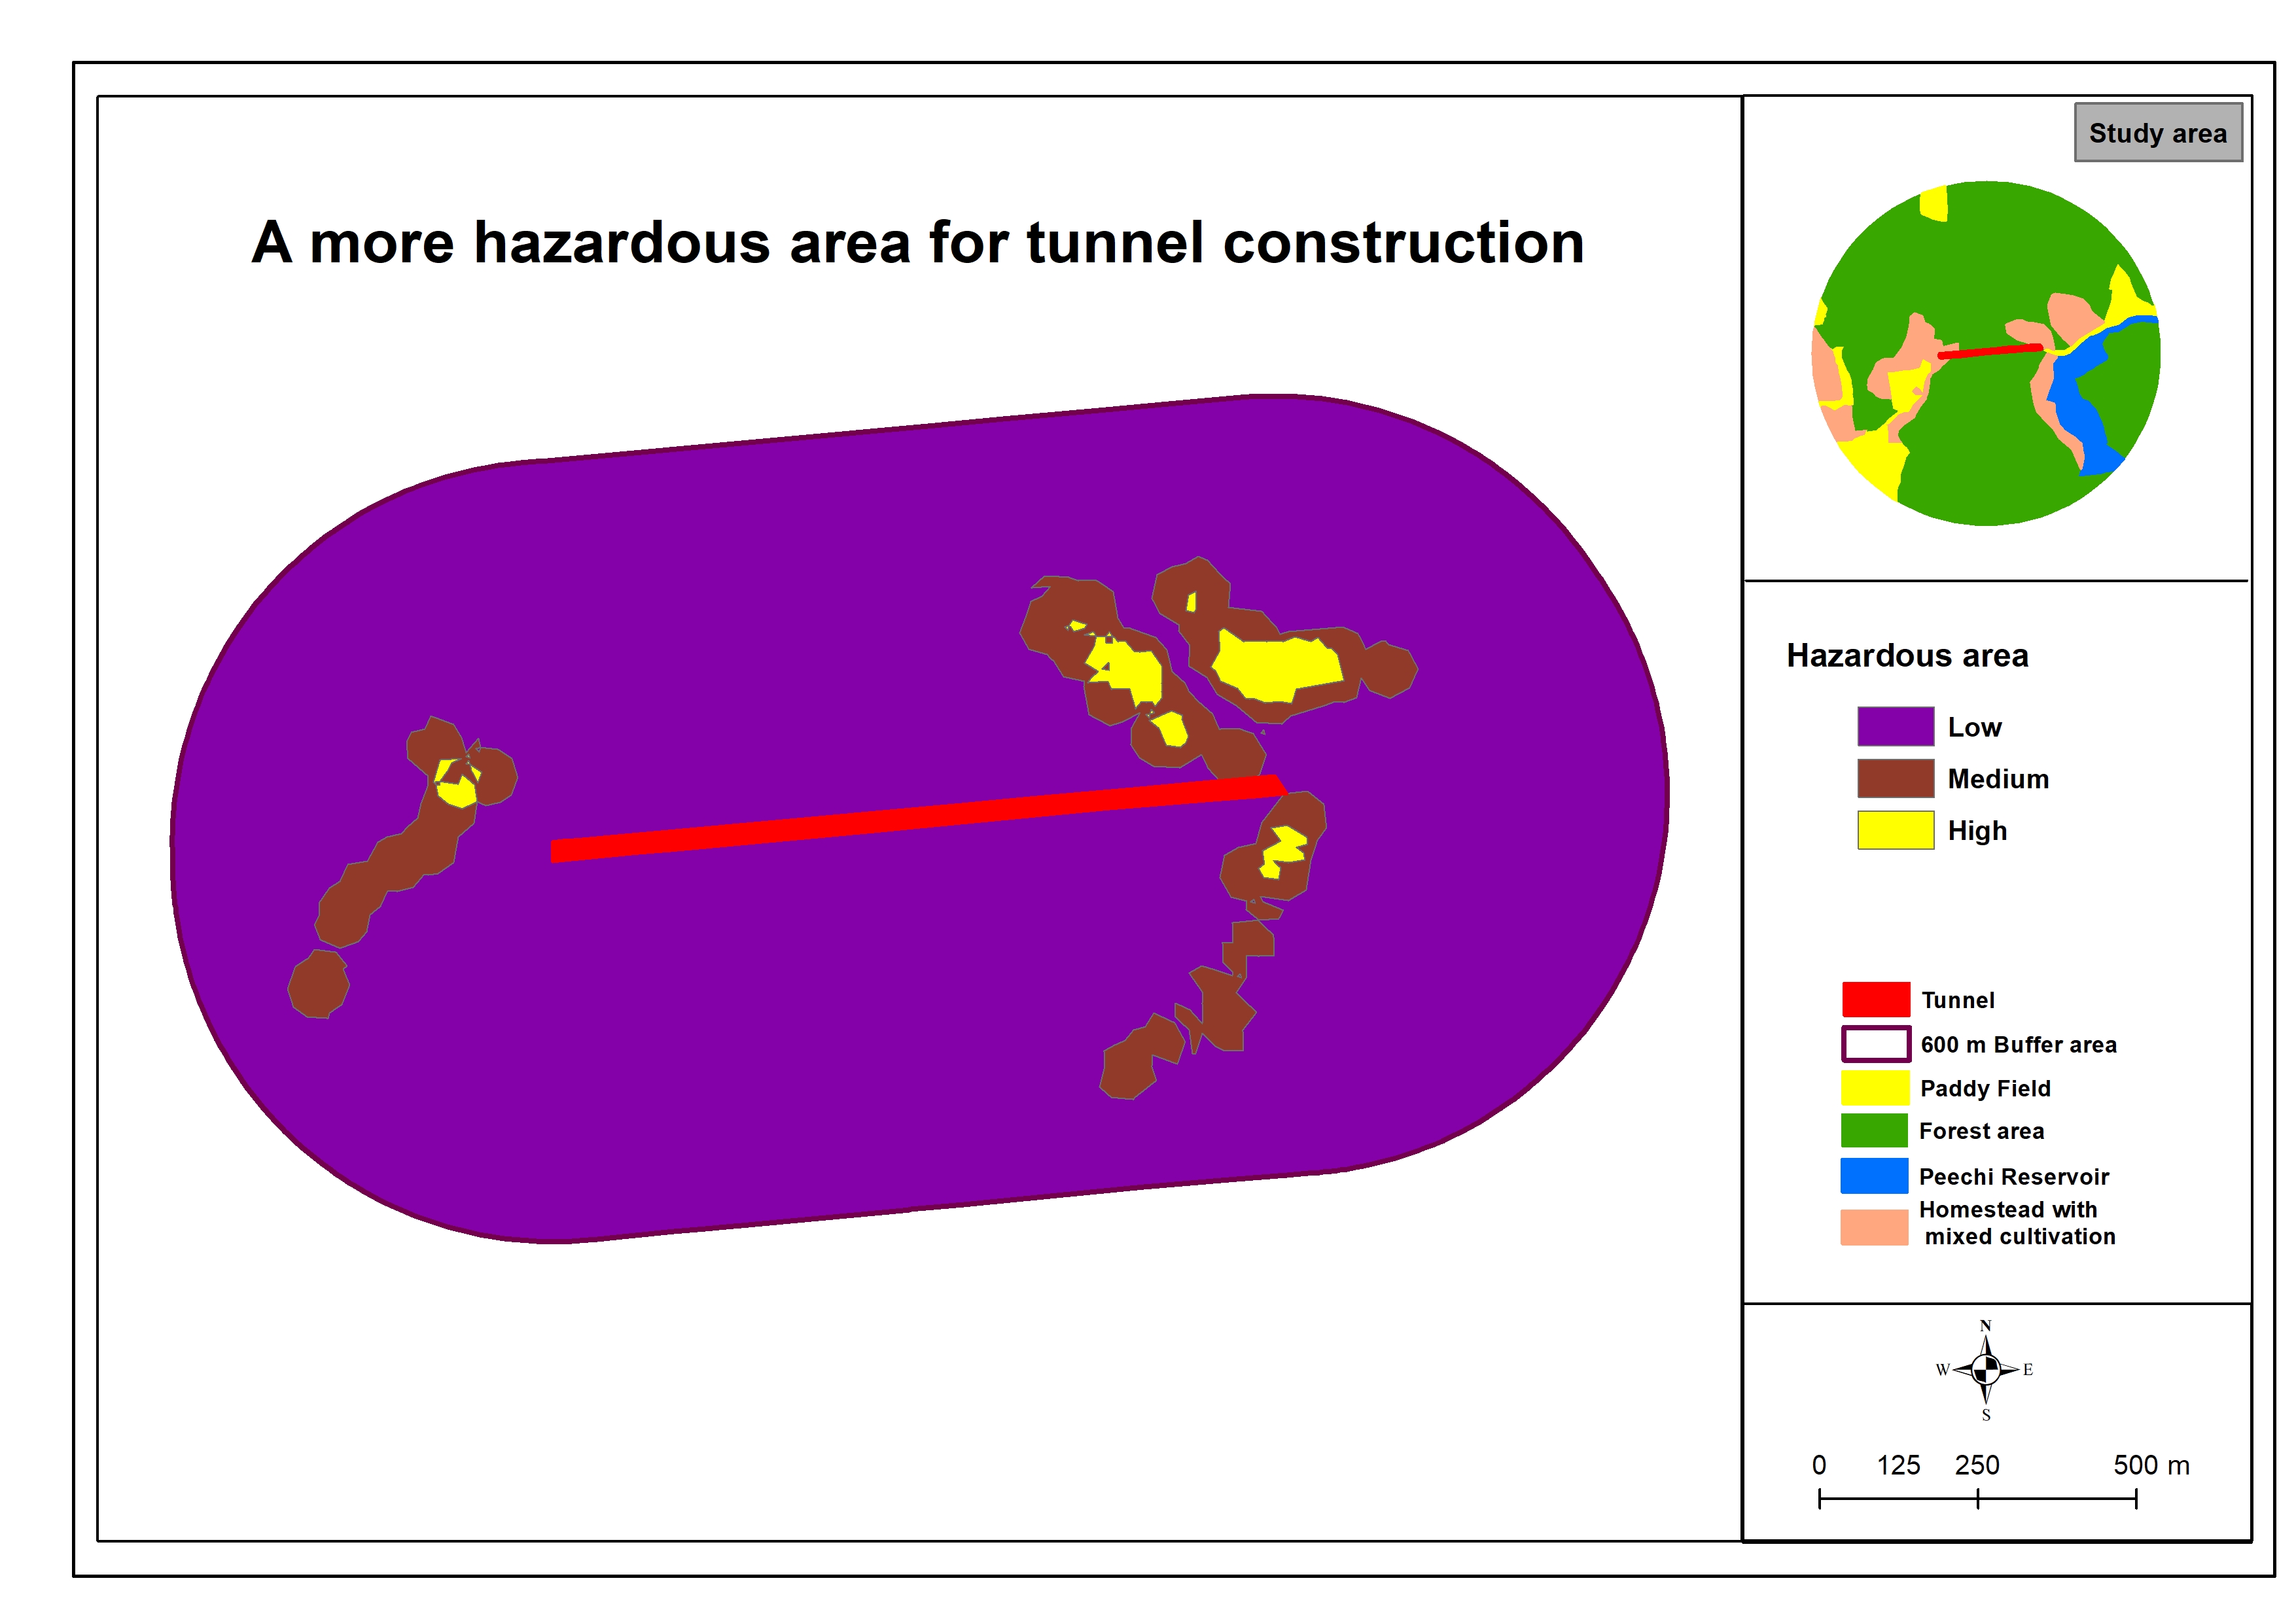 Study area
A more hazardous area for tunnel construction
Hazardous area
Low
Medium
High
Tunnel
600 m Buffer area
Paddy Field
Forest area
Peechi Reservoir
Homestead with
mixed cultivation
N
W E
S
0 125 250 500 m